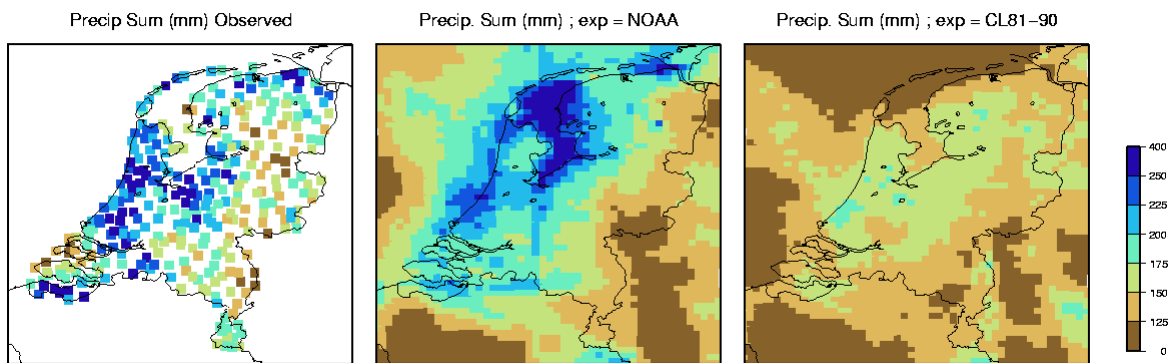 Precip Sum (mm) Observed
Precip. Sum (mm) ; exp = NOAA
Precip. Sum (mm) ; exp = CL81-90
400
250
225
200
175
150
125
0